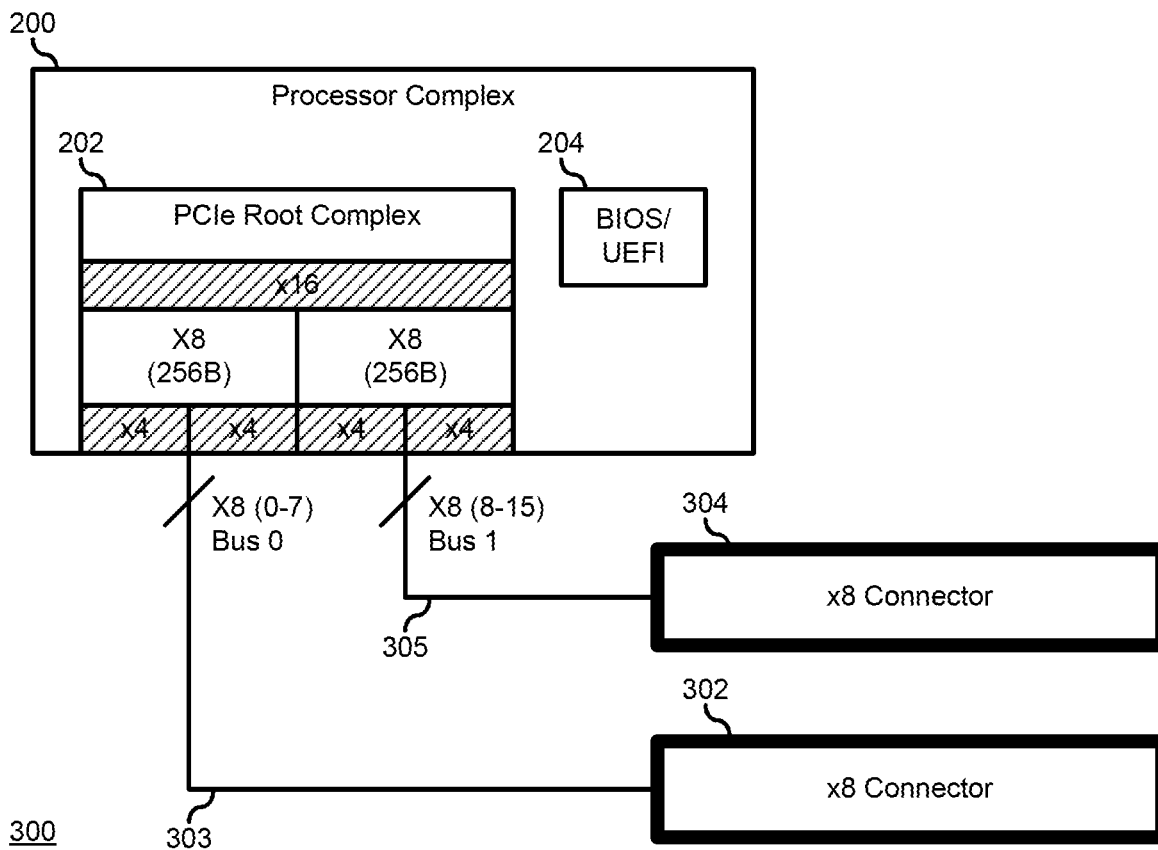 200
Processor Complex
202
204
PCIe Root Complex
BIOS/
UEFI
x16
X8
(256B)
X8
(256B)
x4
x4
x4
x4
X8 (0-7)
Bus 0
X8 (8-15)
Bus 1
304
x8 Connector
305
302
x8 Connector
303
300